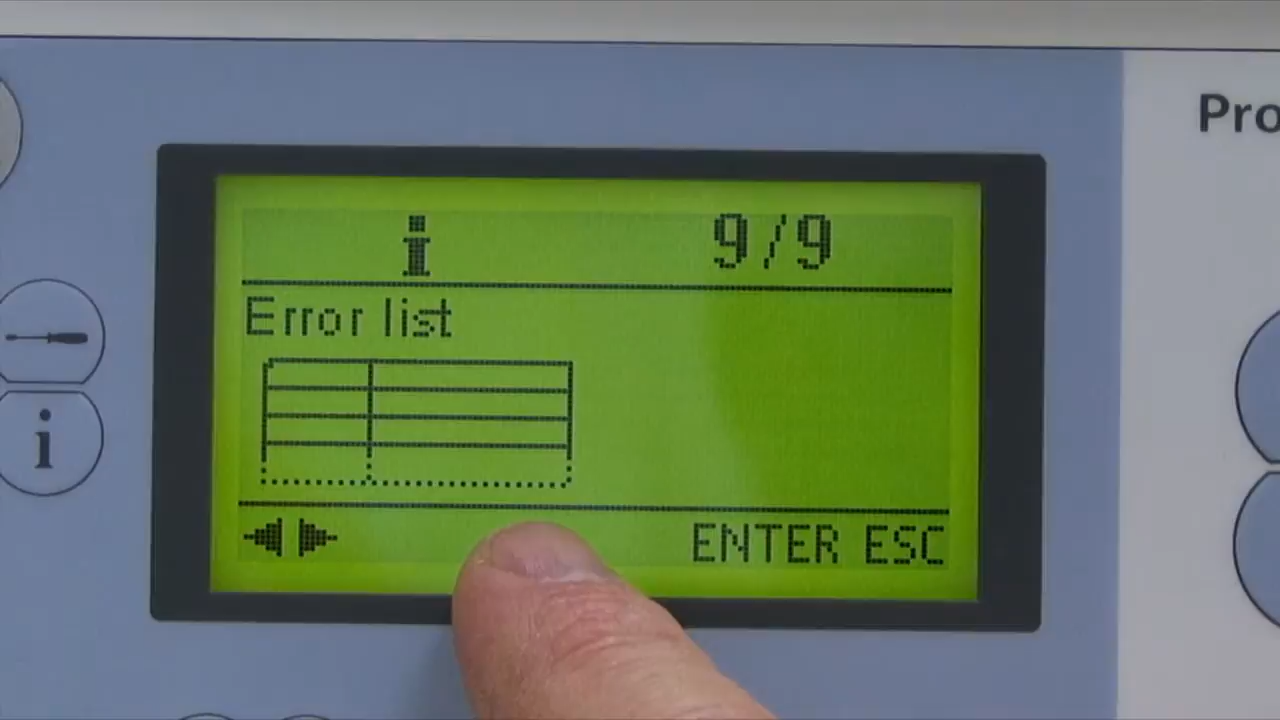 Pro
i 9/9
Error list
i
ENTER ESC